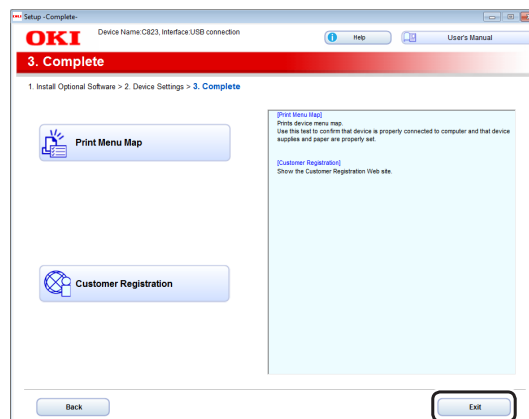 OKI Setup -Complete-
OKI
Device Name:C823, Interface:USB connection
Help
User's Manual
3. Complete
1. Install Optional Software > 2. Device Settings > 3. Complete
Print Menu Map
[Print Menu Map]
Prints device menu map.
Use this test to confirm that device is properly connected to computer and that device
supplies and paper are properly set.
[Customer Registration]
Show the Customer Registration Web site.
Customer Registration
Back
Exit